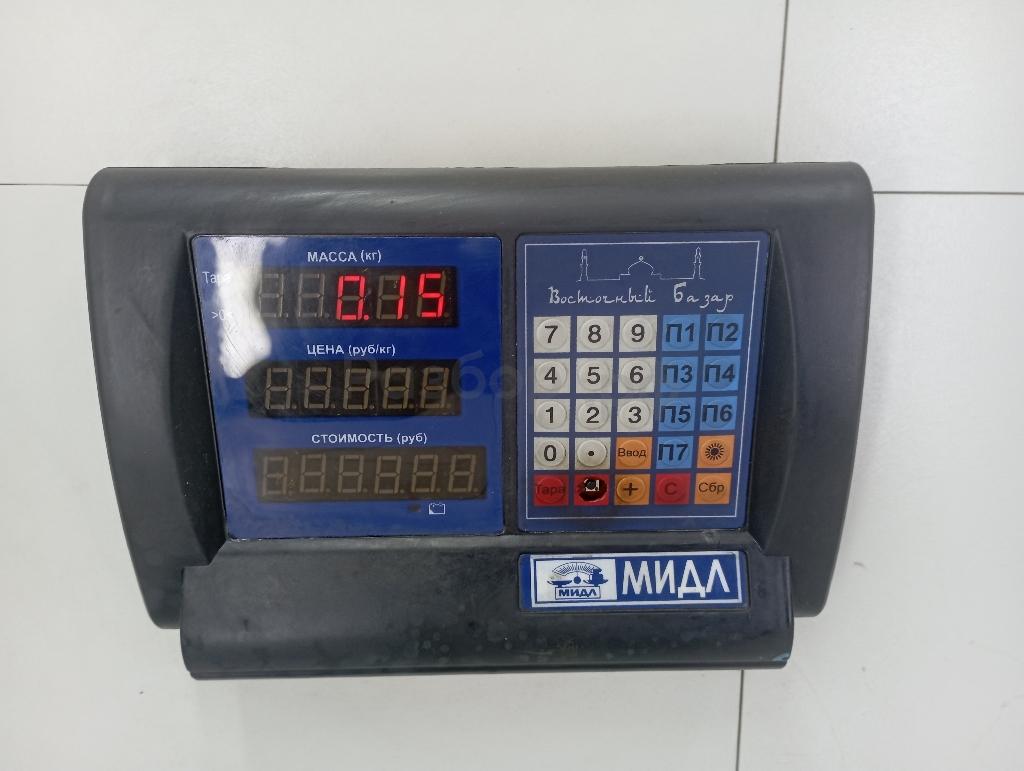 МАССА (кг)
Тара
0.15
>0<
ЦЕНА (руб/кг)
СТОИМОСТЬ (руб)
Восточный Базар
7 8 9 П1 П2
4 5 6 П3 П4
1 2 3 П5 П6
0 . Ввод П7
Тара + С Сбр
МИДЛ
МИДЛ